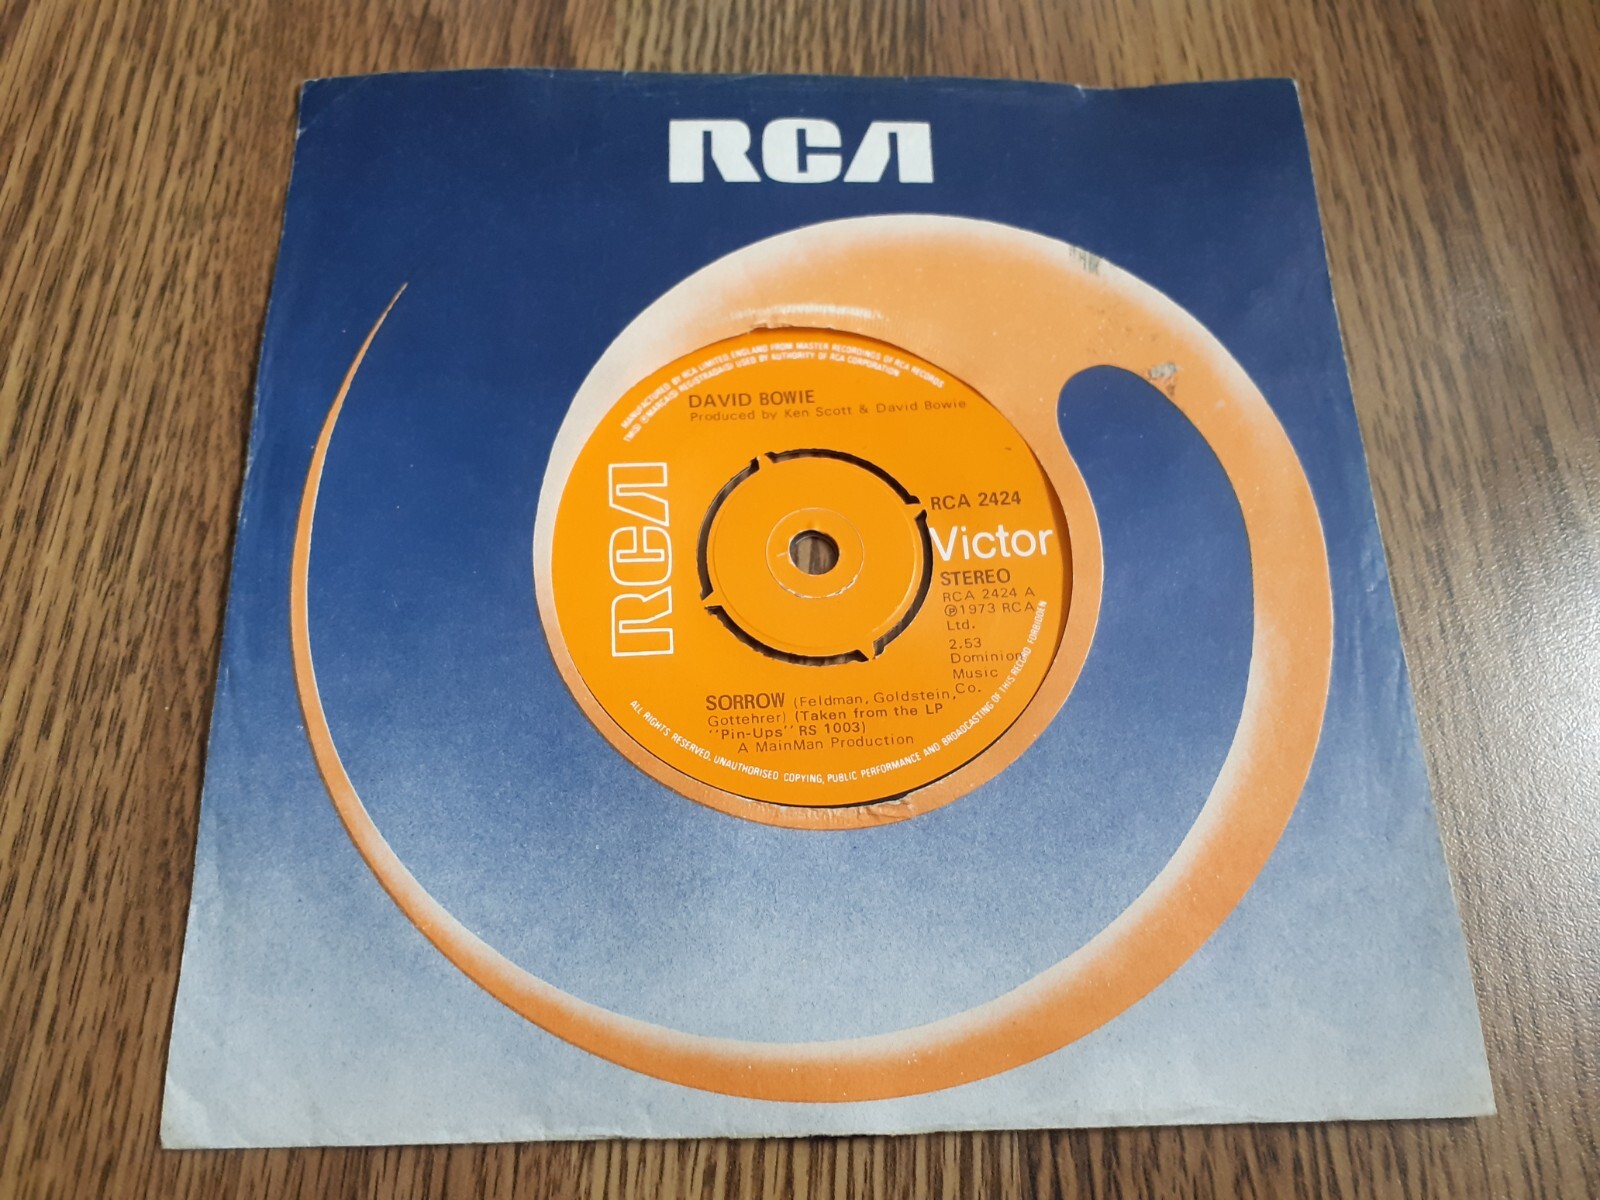 RCA
MANUFACTURED BY RCA LIMITED, ENGLAND FROM MASTER RECORDINGS OF RCA RECORDS
TM(S) ® MARCA(S) REGISTRADA(S) USED BY AUTHORITY OF RCA CORPORATION
DAVID BOWIE
Produced by Ken Scott & David Bowie
RCA
RCA 2424
Victor
STEREO
RCA 2424 A
℗1973 RCA
Ltd.
2.53
Dominion
Music
Co.
SORROW (Feldman, Goldstein,
Gottehrer) (Taken from the LP
"Pin-Ups" RS 1003)
A MainMan Production
ALL RIGHTS RESERVED. UNAUTHORISED COPYING, PUBLIC PERFORMANCE AND BROADCASTING OF THIS RECORD FORBIDDEN